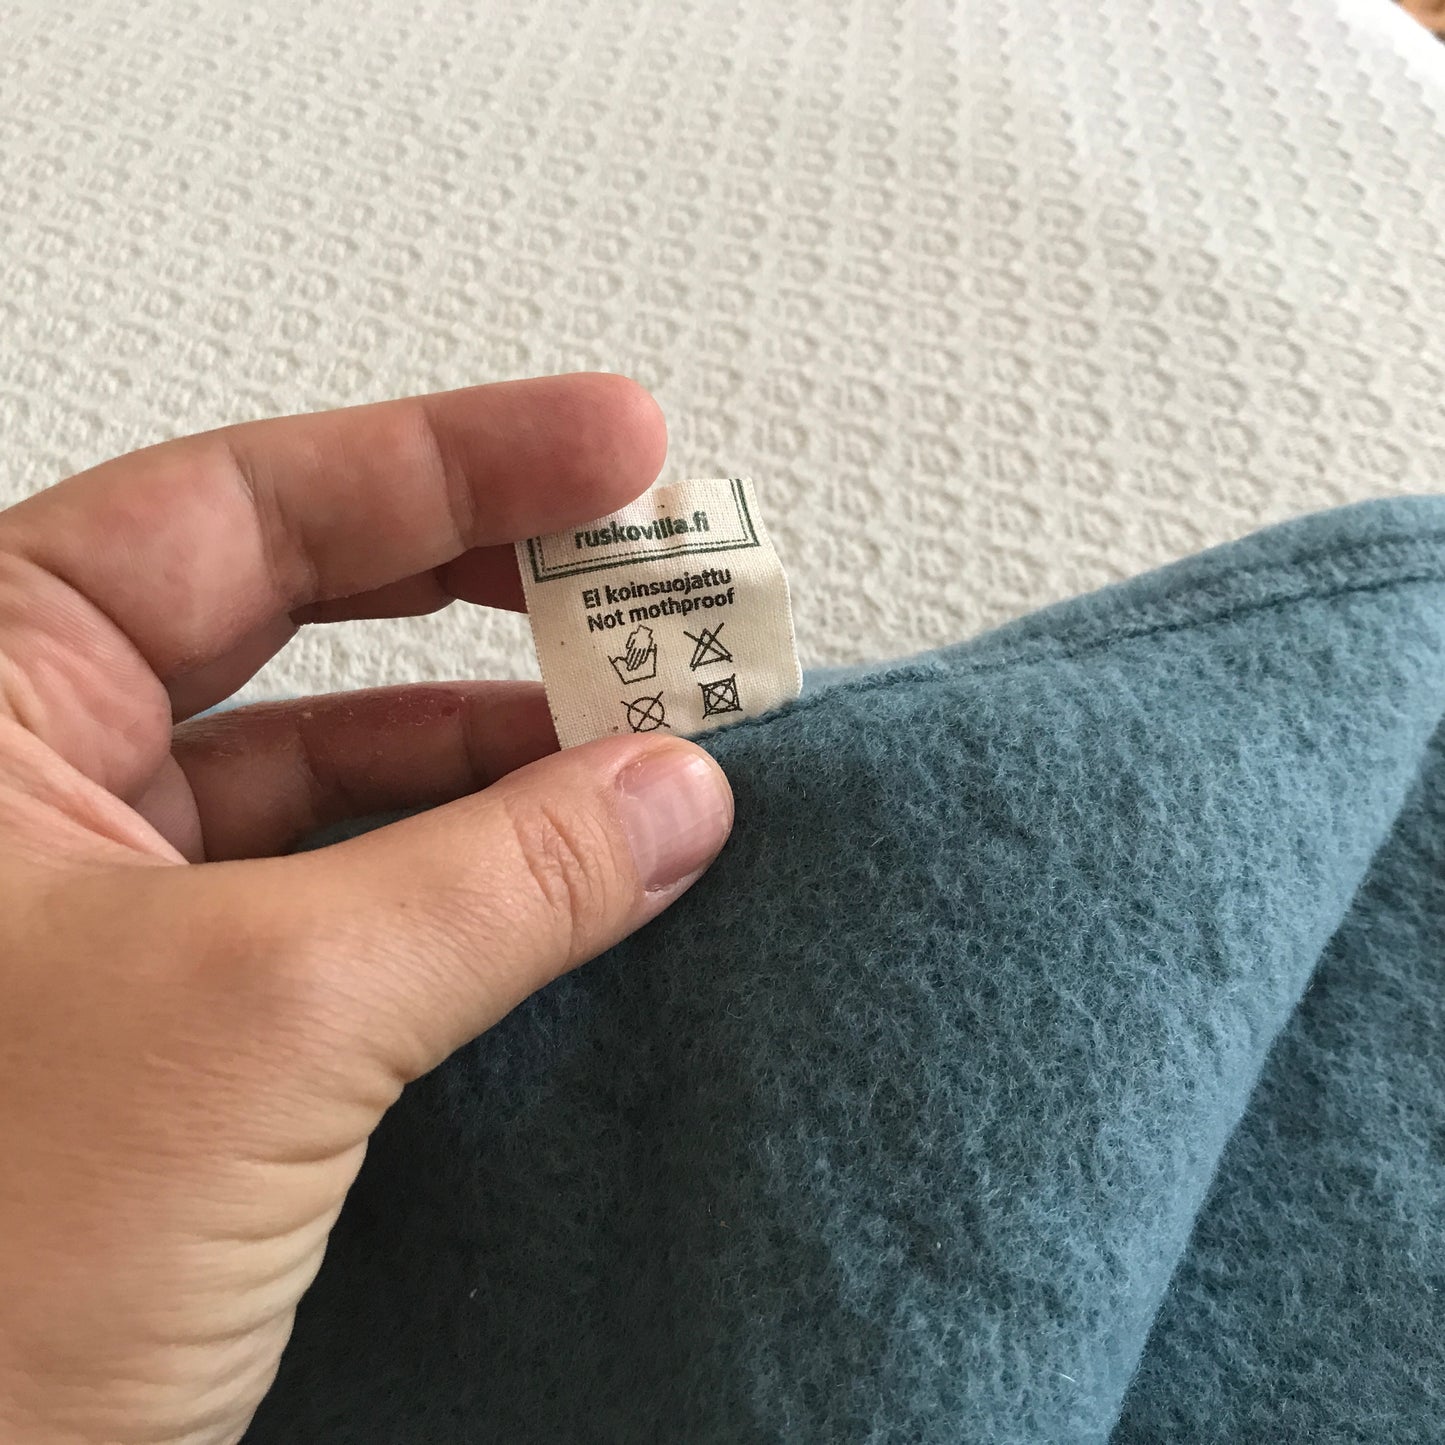 ruskovilla.fi
Ei koinsuojattu
Not mothproof